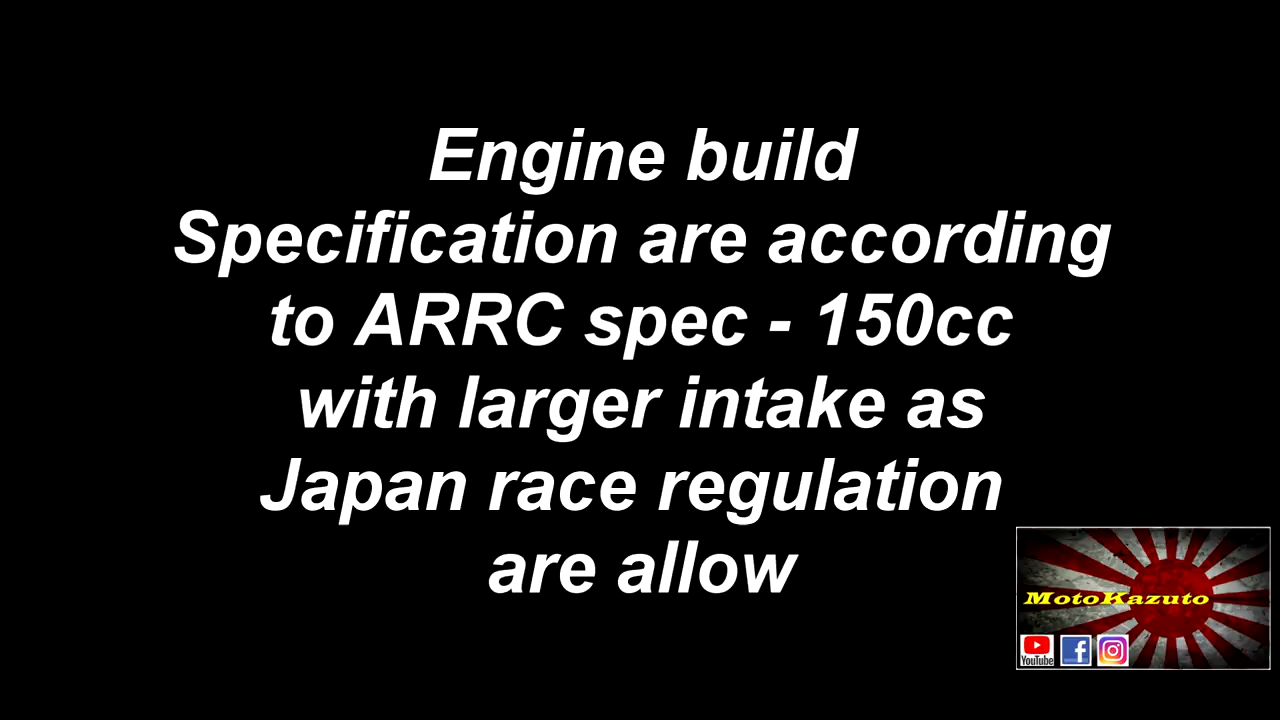 Engine build
Specification are according
to ARRC spec - 150cc
with larger intake as
Japan race regulation
are allow
MotoKazuto
YouTube